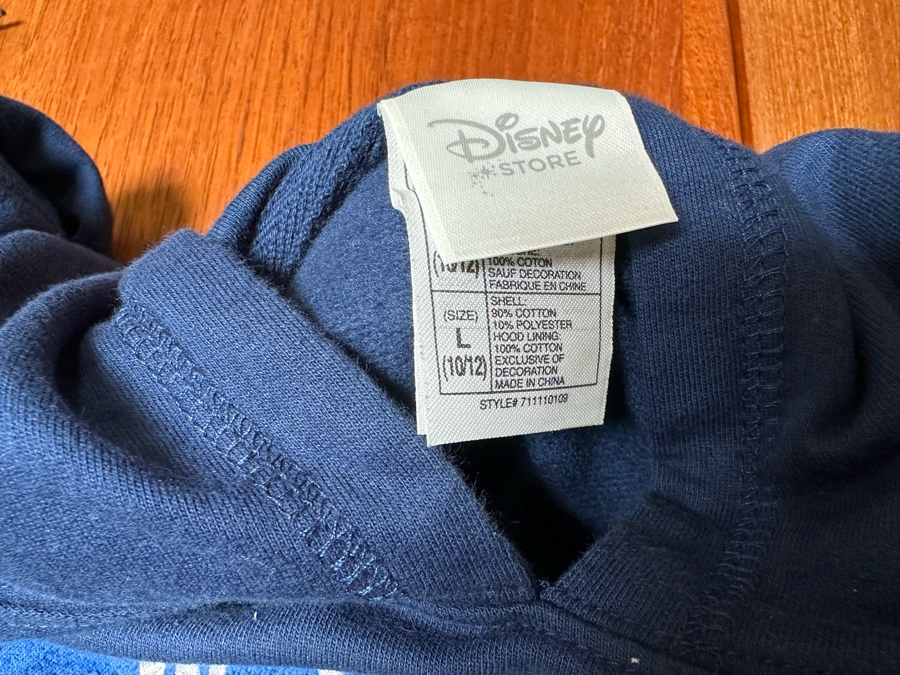 DISNEY
STORE
(10/12)
100% COTON
SAUF DECORATION
FABRIQUE EN CHINE
(SIZE)
L
(10/12)
SHELL:
90% COTTON
10% POLYESTER
HOOD LINING:
100% COTTON
EXCLUSIVE OF
DECORATION
MADE IN CHINA
STYLE# 711110109